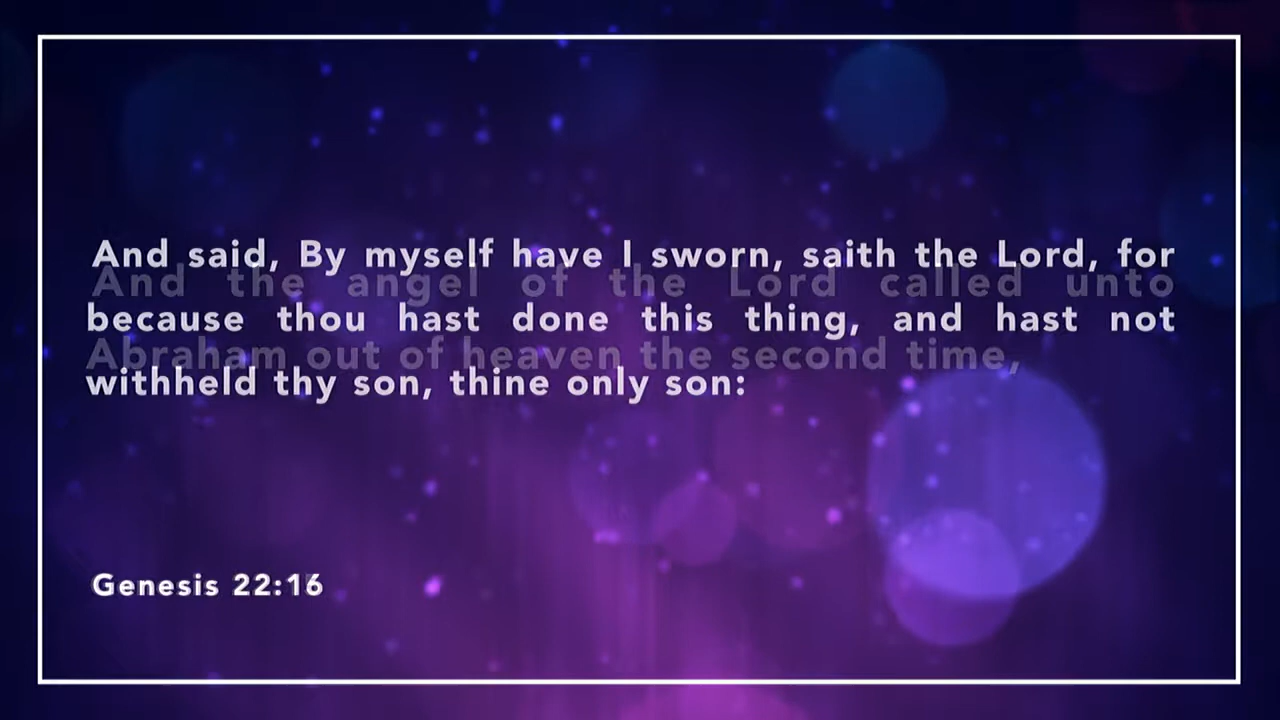 And said, By myself have I sworn, saith the Lord, for
And the angel of the Lord called unto
because thou hast done this thing, and hast not
Abraham out of heaven the second time,
withheld thy son, thine only son:
Genesis 22:16